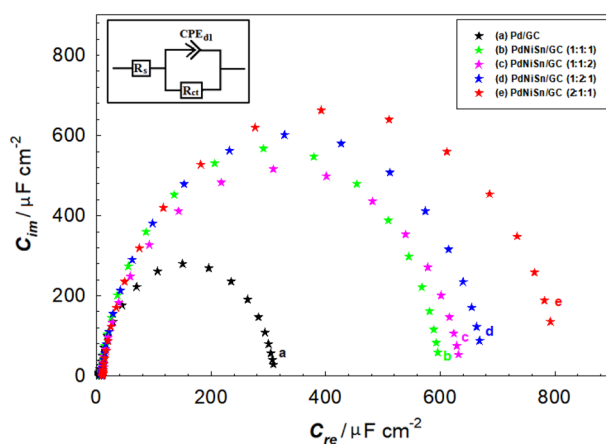 CPEdl
Rs
Rct
(a) Pd/GC
(b) PdNiSn/GC (1:1:1)
(c) PdNiSn/GC (1:1:2)
(d) PdNiSn/GC (1:2:1)
(e) PdNiSn/GC (2:1:1)
Cim / μF cm-2
800
600
400
200
0
a
b
c
d
e
0 200 400 600 800
Cre / μF cm-2